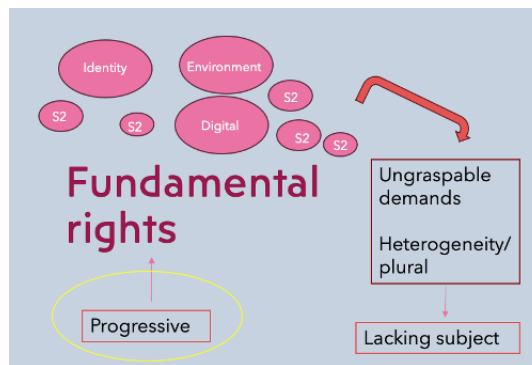 Identity
Environment
S2
S2
S2
Digital
S2
S2
Fundamental
rights
Ungraspable
demands
Heterogeneity/
plural
Progressive
Lacking subject